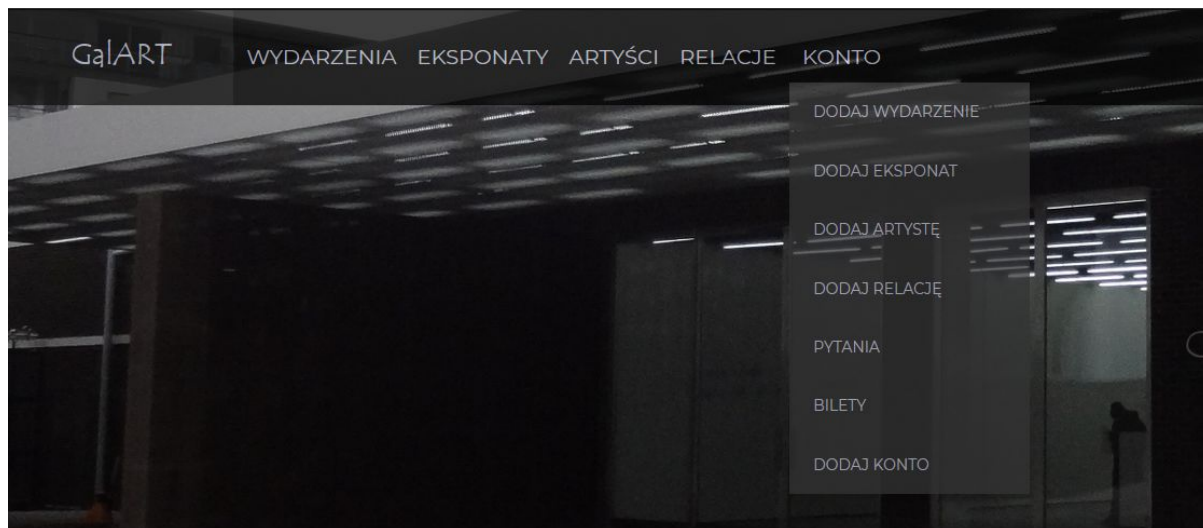 GalART WYDARZENIA EKSPONATY ARTYŚCI RELACJE KONTO
DODAJ WYDARZENIE
DODAJ EKSPONAT
DODAJ ARTYSTĘ
DODAJ RELACJĘ
PYTANIA
BILETY
DODAJ KONTO